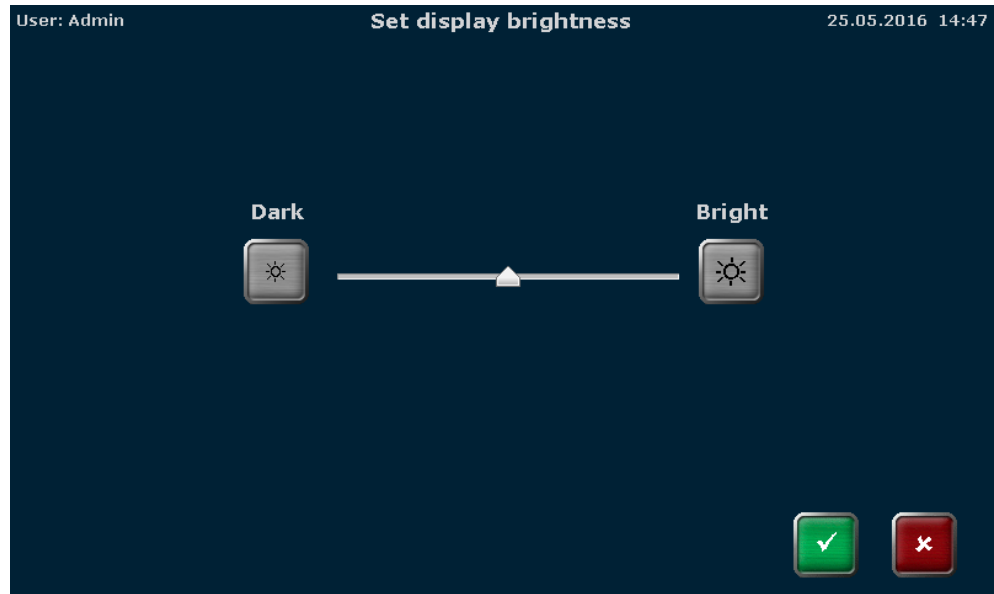 User: Admin
Set display brightness
25.05.2016 14:47
Dark
Bright